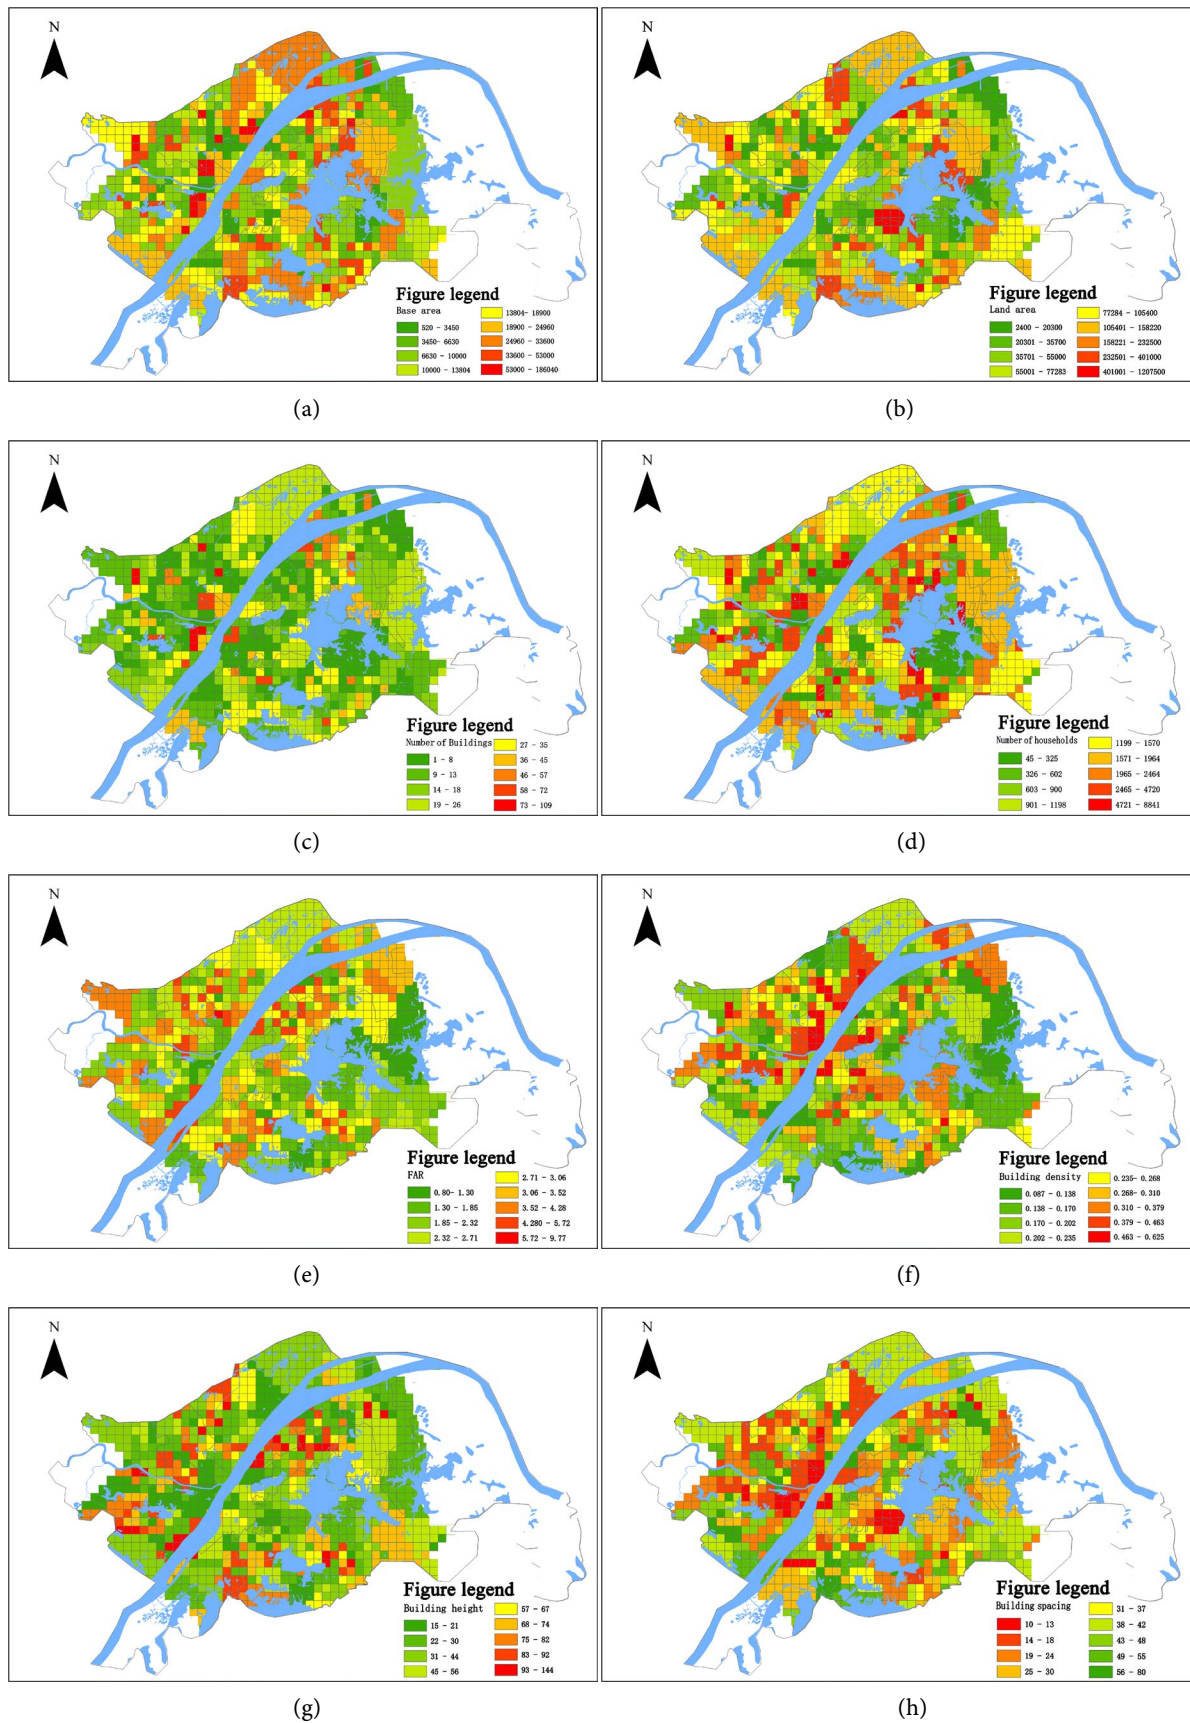 N
Figure legend
Base area
520 - 3450
3450- 6630
6630 - 10000
10000 - 13804
13804- 18900
18900 - 24960
24960 - 33600
33600 - 53000
53000 - 186040
(a)
N
Figure legend
Land area
2400 - 20300
20301 - 35700
35701 - 55000
55001 - 77283
77284 - 105400
105401 - 158220
158221 - 232500
232501 - 401000
401001 - 1207500
(b)
N
Figure legend
Number of Buildings
1 - 8
9 - 13
14 - 18
19 - 26
27 - 35
36 - 45
46 - 57
58 - 72
73 - 109
(c)
N
Figure legend
Number of households
45 - 325
326 - 602
603 - 900
901 - 1198
1199 - 1570
1571 - 1964
1965 - 2464
2465 - 4720
4721 - 8841
(d)
N
Figure legend
FAR
0.80- 1.30
1.30 - 1.85
1.85 - 2.32
2.32 - 2.71
2.71 - 3.06
3.06 - 3.52
3.52 - 4.28
4.280 - 5.72
5.72 - 9.77
(e)
N
Figure legend
Building density
0.087 - 0.138
0.138 - 0.170
0.170 - 0.202
0.202 - 0.235
0.235- 0.268
0.268- 0.310
0.310 - 0.379
0.379 - 0.463
0.463 - 0.625
(f)
N
Figure legend
Building height
15 - 21
22 - 30
31 - 44
45 - 56
57 - 67
68 - 74
75 - 82
83 - 92
93 - 144
(g)
N
Figure legend
Building spacing
10 - 13
14 - 18
19 - 24
25 - 30
31 - 37
38 - 42
43 - 48
49 - 55
56 - 80
(h)